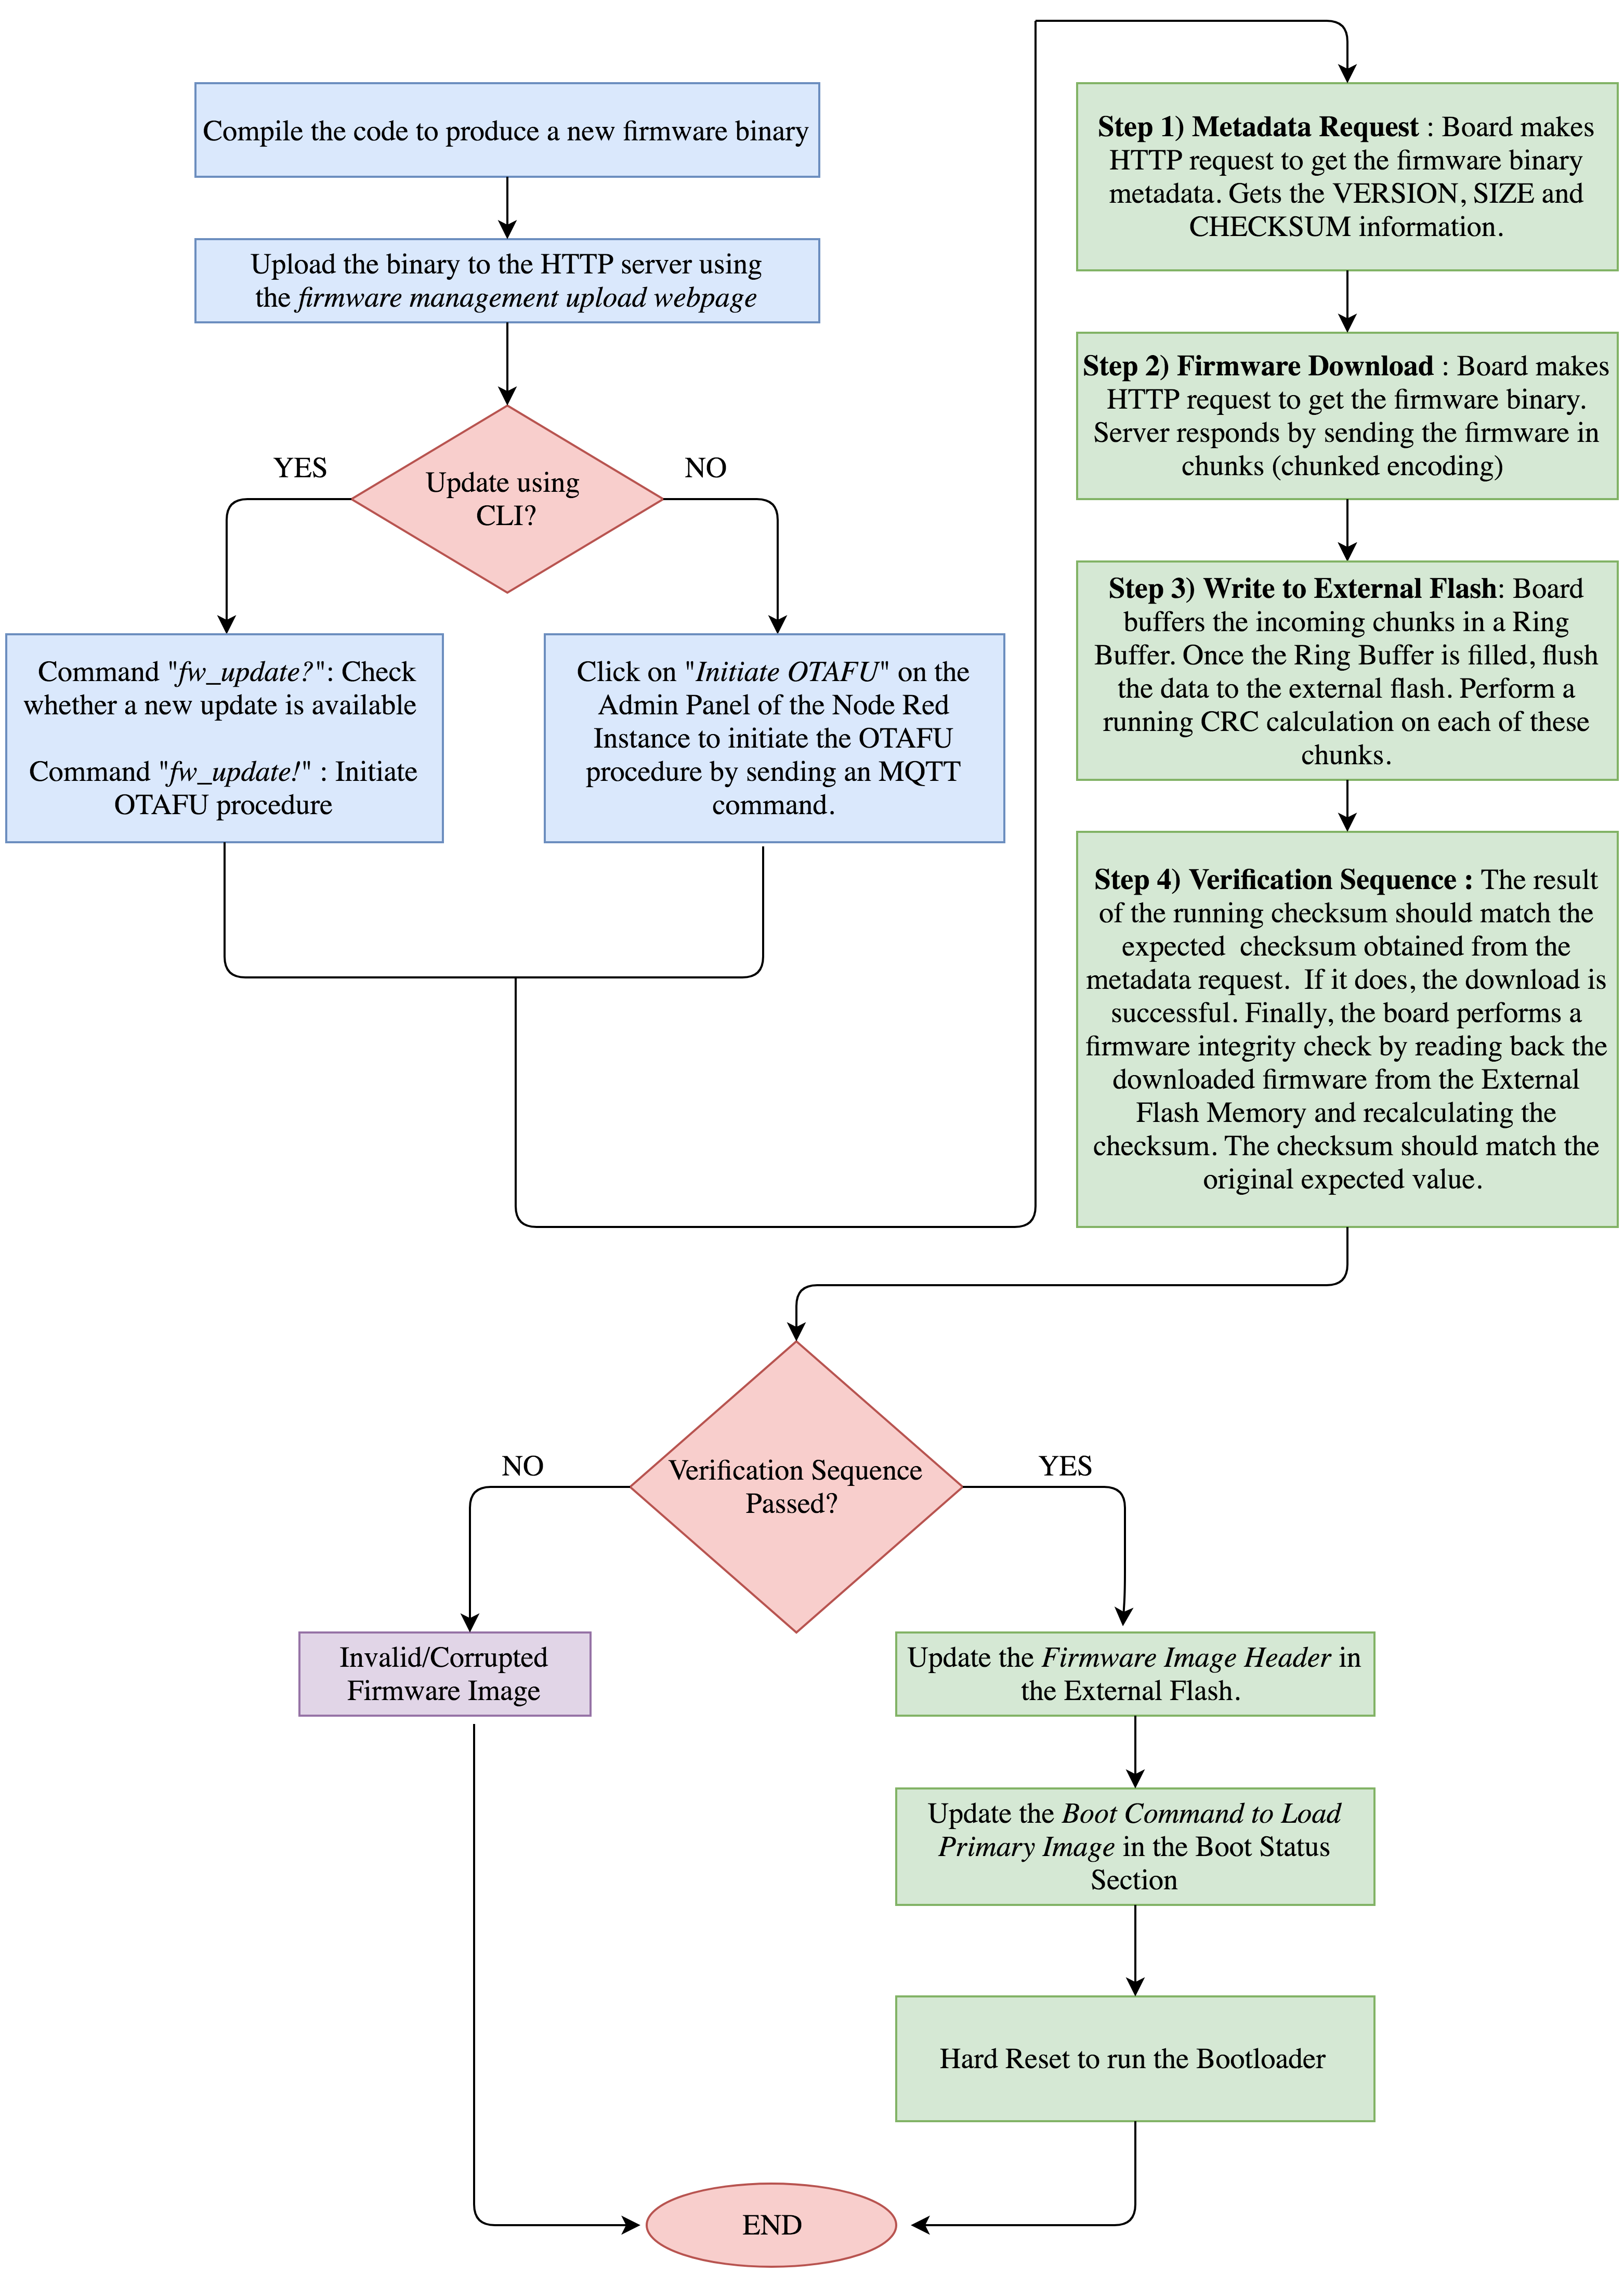 Compile the code to produce a new firmware binary
Upload the binary to the HTTP server using
the firmware management upload webpage
YES
NO
Update using
CLI?
Command "fw_update?": Check
whether a new update is available
Command "fw_update!" : Initiate
OTAFU procedure
Click on "Initiate OTAFU" on the
Admin Panel of the Node Red
Instance to initiate the OTAFU
procedure by sending an MQTT
command.
Step 1) Metadata Request : Board makes
HTTP request to get the firmware binary
metadata. Gets the VERSION, SIZE and
CHECKSUM information.
Step 2) Firmware Download : Board makes
HTTP request to get the firmware binary.
Server responds by sending the firmware in
chunks (chunked encoding)
Step 3) Write to External Flash: Board
buffers the incoming chunks in a Ring
Buffer. Once the Ring Buffer is filled, flush
the data to the external flash. Perform a
running CRC calculation on each of these
chunks.
Step 4) Verification Sequence : The result
of the running checksum should match the
expected  checksum obtained from the
metadata request.  If it does, the download is
successful. Finally, the board performs a
firmware integrity check by reading back the
downloaded firmware from the External
Flash Memory and recalculating the
checksum. The checksum should match the
original expected value.
NO
YES
Verification Sequence
Passed?
Invalid/Corrupted
Firmware Image
Update the Firmware Image Header in
the External Flash.
Update the Boot Command to Load
Primary Image in the Boot Status
Section
Hard Reset to run the Bootloader
END